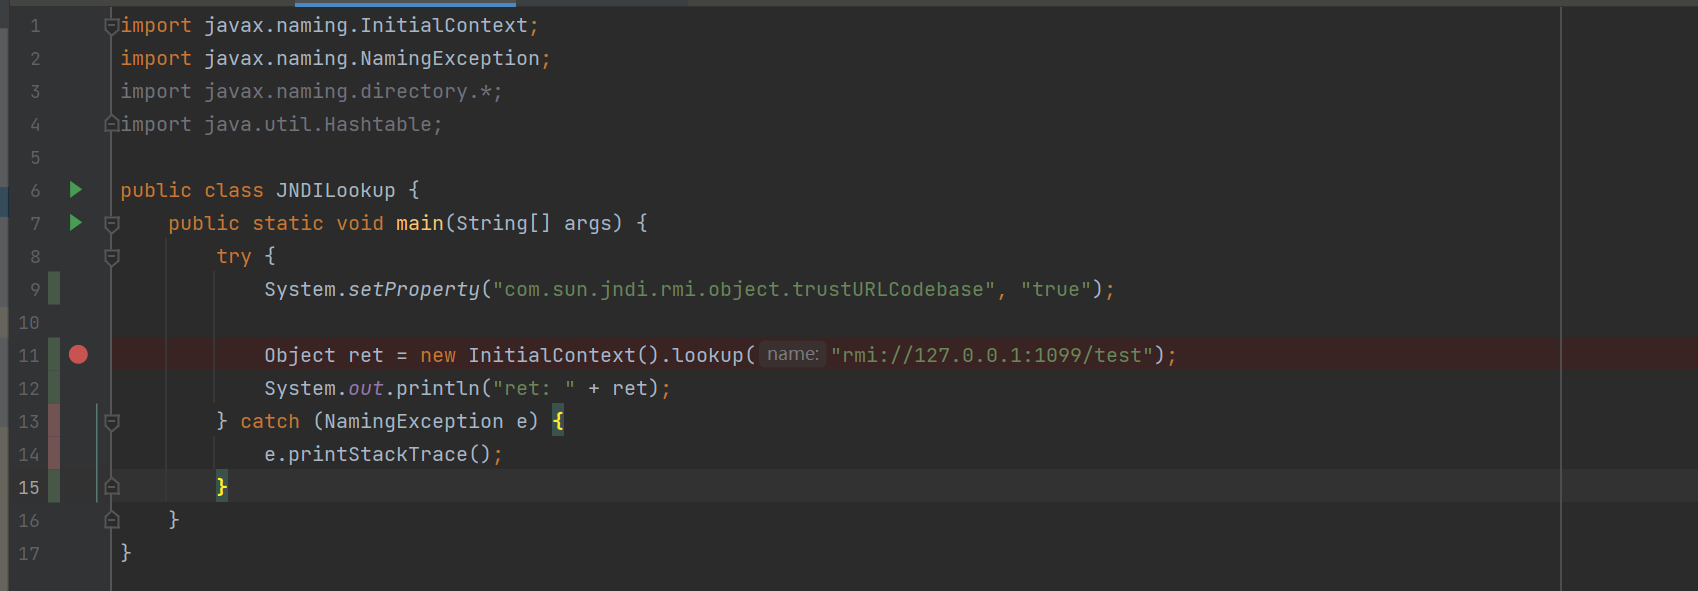 1 import javax.naming.InitialContext;
2 import javax.naming.NamingException;
3 import javax.naming.directory.*;
4 import java.util.Hashtable;
5
6 public class JNDILookup {
7     public static void main(String[] args) {
8         try {
9             System.setProperty("com.sun.jndi.rmi.object.trustURLCodebase", "true");
10
11             Object ret = new InitialContext().lookup( name: "rmi://127.0.0.1:1099/test");
12             System.out.println("ret: " + ret);
13         } catch (NamingException e) {
14             e.printStackTrace();
15         }
16     }
17 }